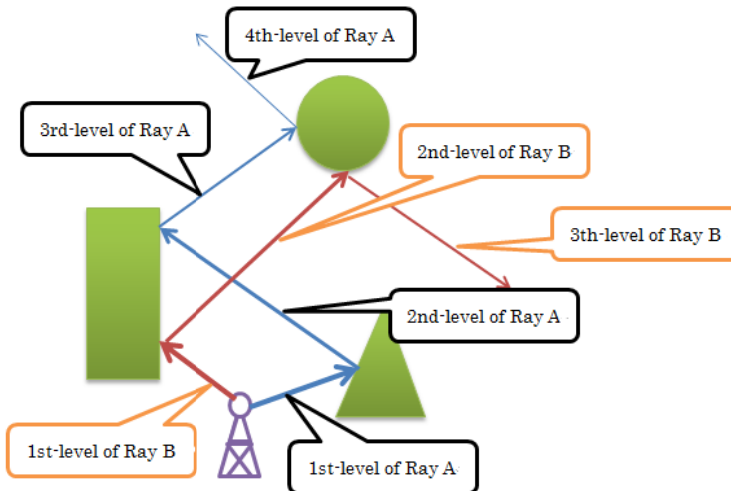 4th-level of Ray A
3rd-level of Ray A
2nd-level of Ray B
3th-level of Ray B
2nd-level of Ray A
1st-level of Ray B
1st-level of Ray A